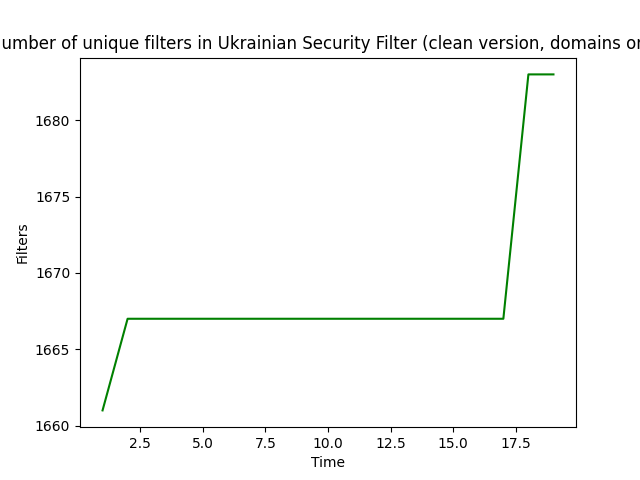 umber of unique filters in Ukrainian Security Filter (clean version, domains or
1680
1675
1670
1665
1660
Filters
2.5 5.0 7.5 10.0 12.5 15.0 17.5
Time